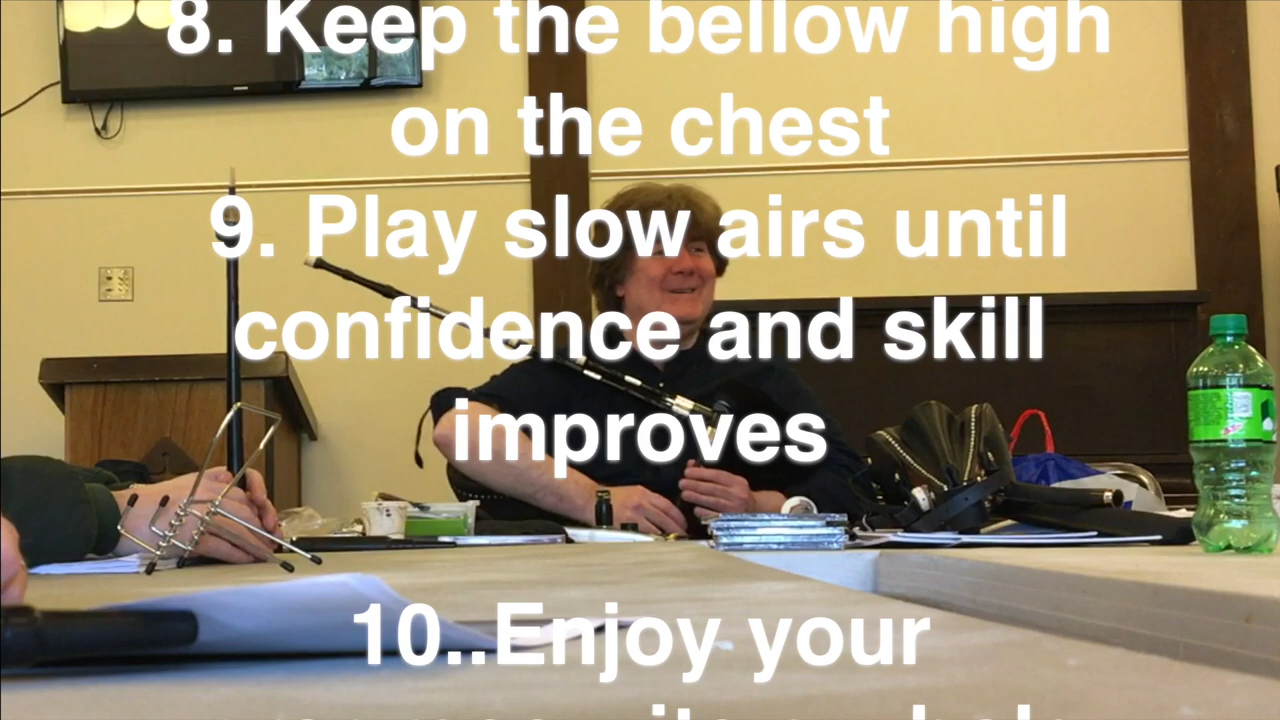 8. Keep the bellow high
on the chest
9. Play slow airs until
confidence and skill
improves
10..Enjoy your